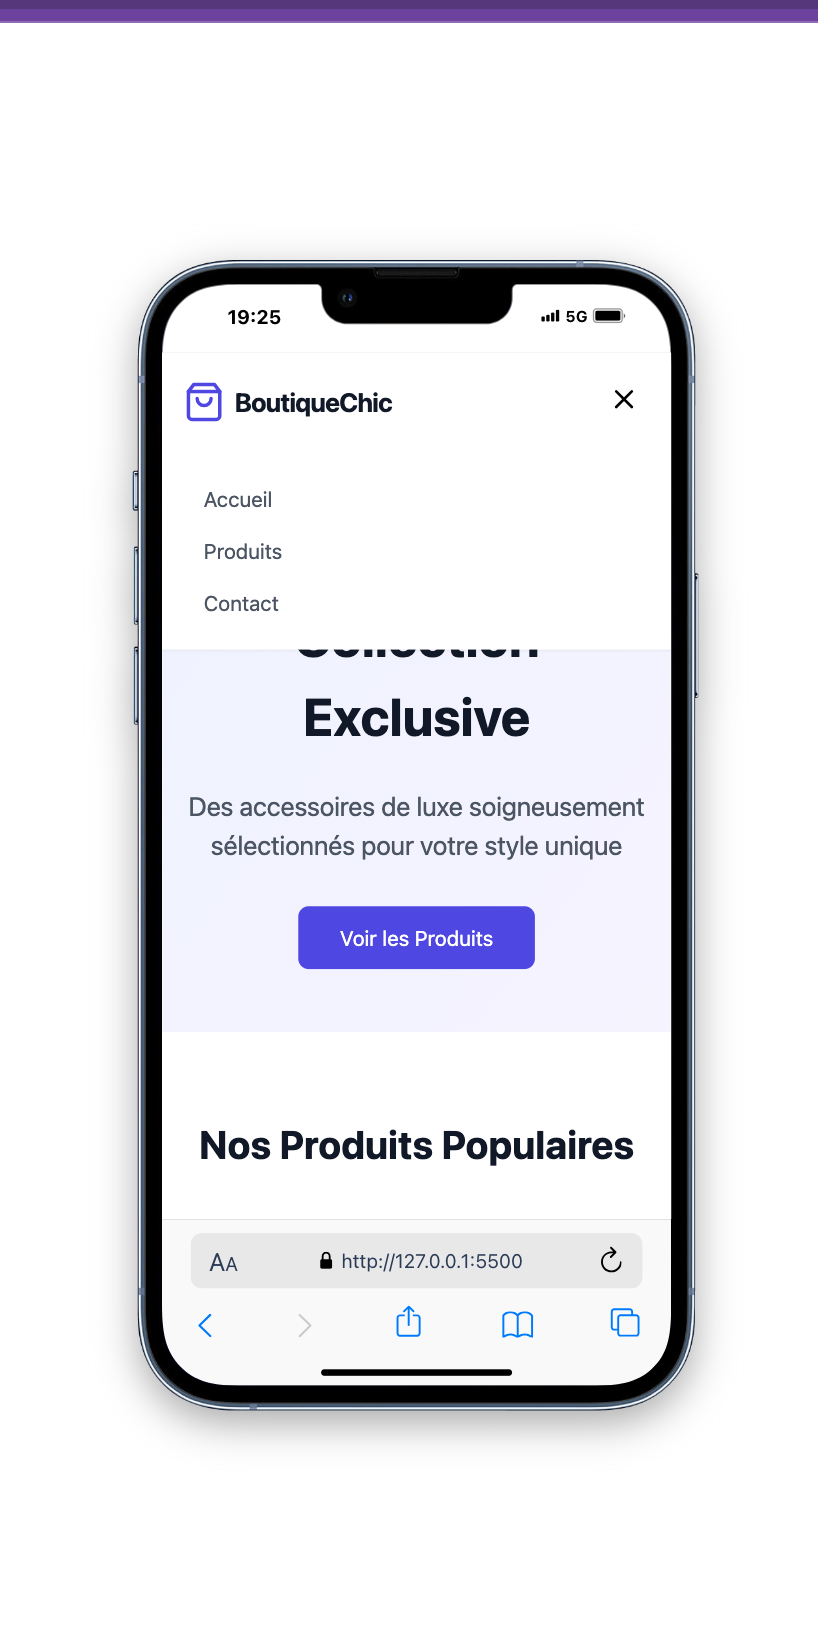 19:25
5G
BoutiqueChic
Accueil
Produits
Contact
Exclusive
Des accessoires de luxe soigneusement
sélectionnés pour votre style unique
Voir les Produits
Nos Produits Populaires
AA
http://127.0.0.1:5500